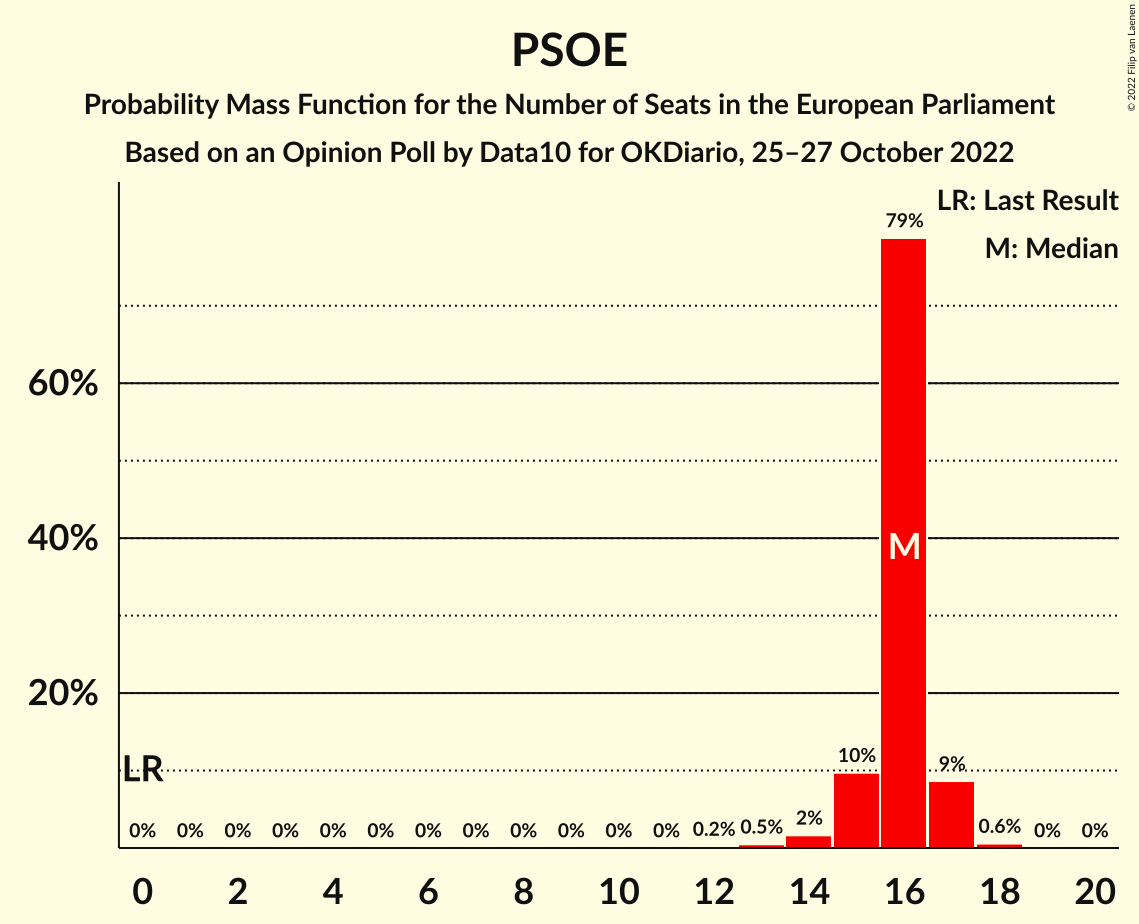 PSOE
Probability Mass Function for the Number of Seats in the European Parliament
Based on an Opinion Poll by Data10 for OKDiario, 25–27 October 2022
© 2022 Filip van Laenen
LR: Last Result
M: Median
79%
60%
40%
M
20%
LR
10%
9%
0% 0% 0% 0% 0% 0% 0% 0% 0% 0% 0% 0% 0.2% 0.5% 2% 0.6% 0% 0%
0 2 4 6 8 10 12 14 16 18 20